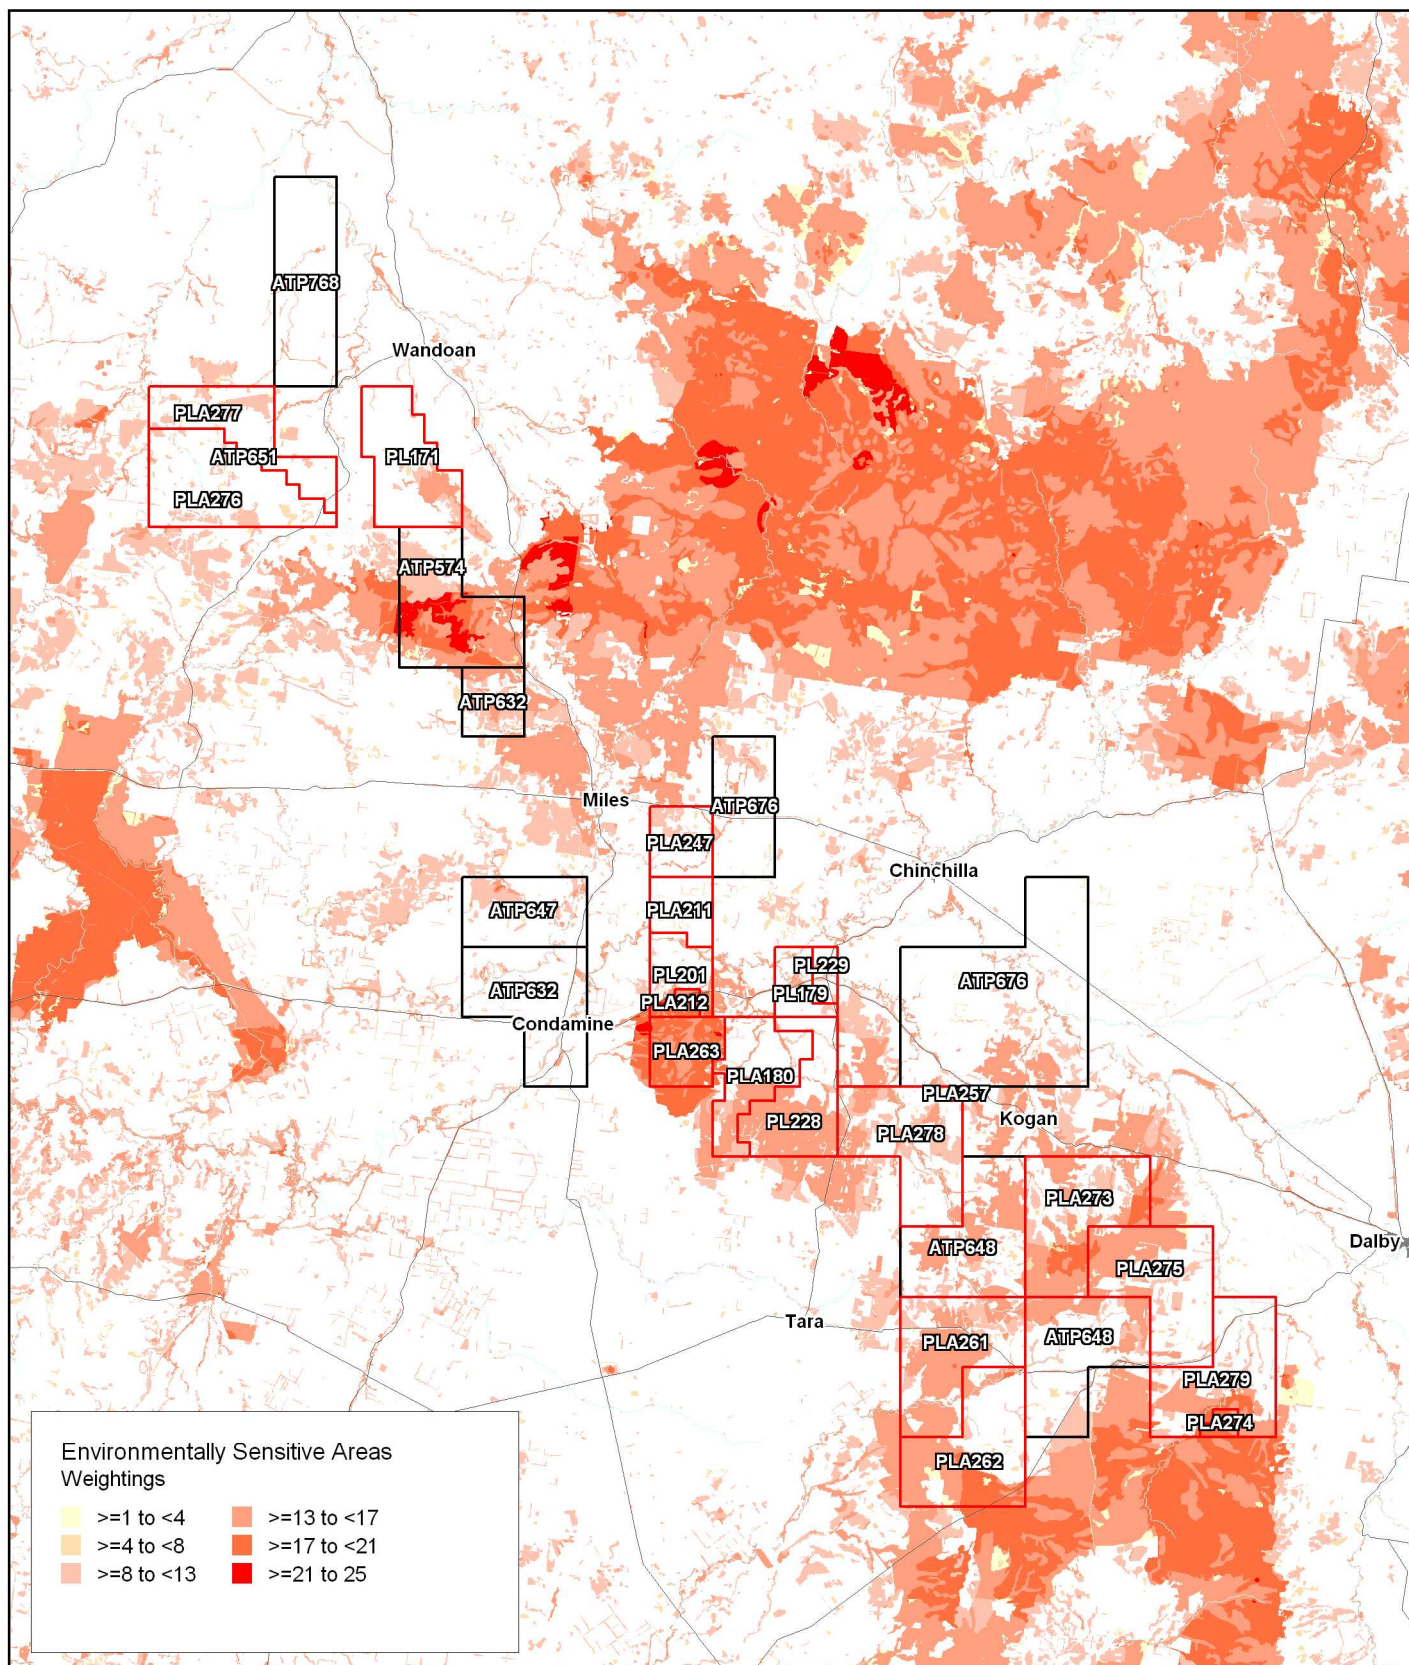 ATP768
Wandoan
PLA277
ATP651
PL171
PLA276
ATP574
ATP632
Miles
ATP676
PLA247
Chinchilla
ATP647
PLA211
PL229
PL201
ATP676
ATP632
PL179
PLA212
Condamine
PLA263
PLA180
PLA257
Kogan
PL228
PLA278
PLA273
Dalby
ATP648
PLA275
Tara
PLA261
ATP648
PLA279
PLA274
PLA262
Environmentally Sensitive Areas
Weightings
>=1 to <4 >=13 to <17
>=4 to <8 >=17 to <21
>=8 to <13 >=21 to 25